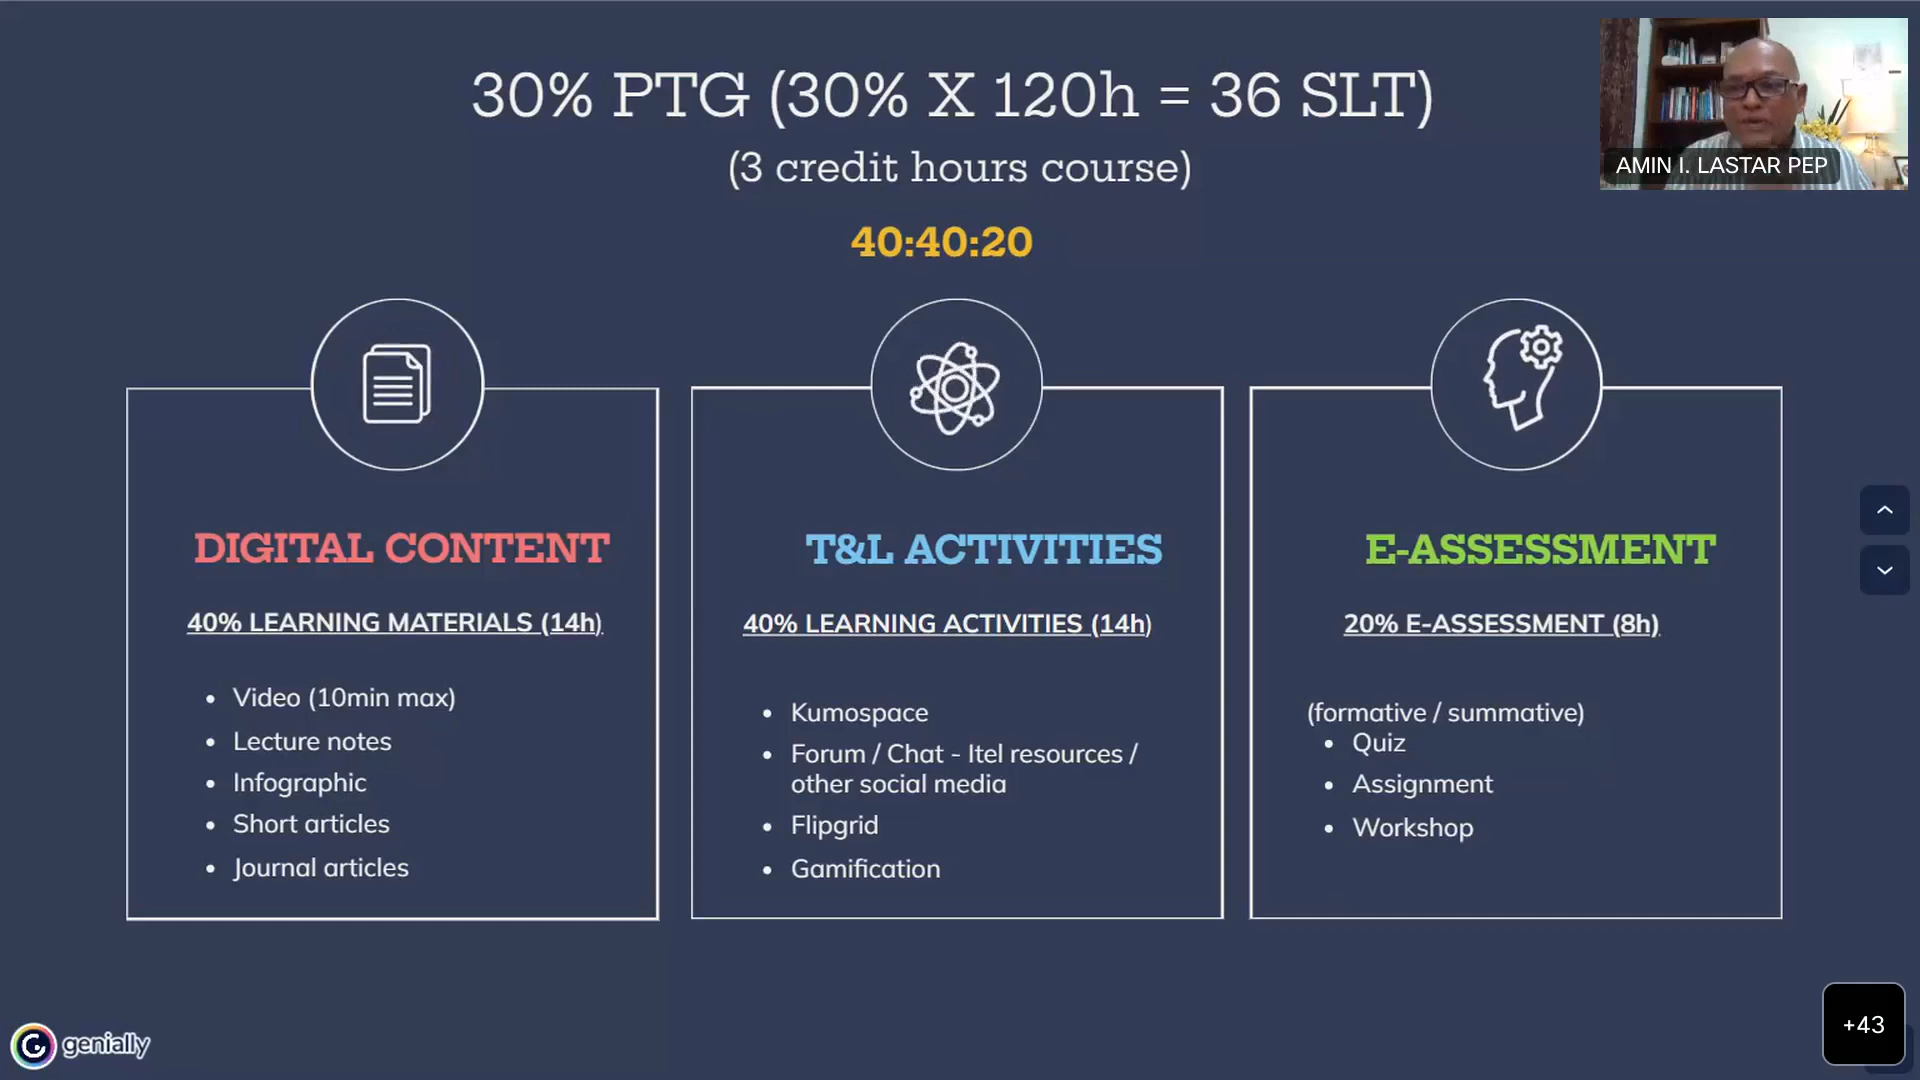 30% PTG (30% X 120h = 36 SLT)
(3 credit hours course)
40:40:20
AMIN I. LASTAR PEP
DIGITAL CONTENT
40% LEARNING MATERIALS (14h)
• Video (10min max)
• Lecture notes
• Infographic
• Short articles
• Journal articles
T&L ACTIVITIES
40% LEARNING ACTIVITIES (14h)
• Kumospace
• Forum / Chat - Itel resources /
other social media
• Flipgrid
• Gamification
E-ASSESSMENT
20% E-ASSESSMENT (8h)
(formative / summative)
• Quiz
• Assignment
• Workshop
genially
+43